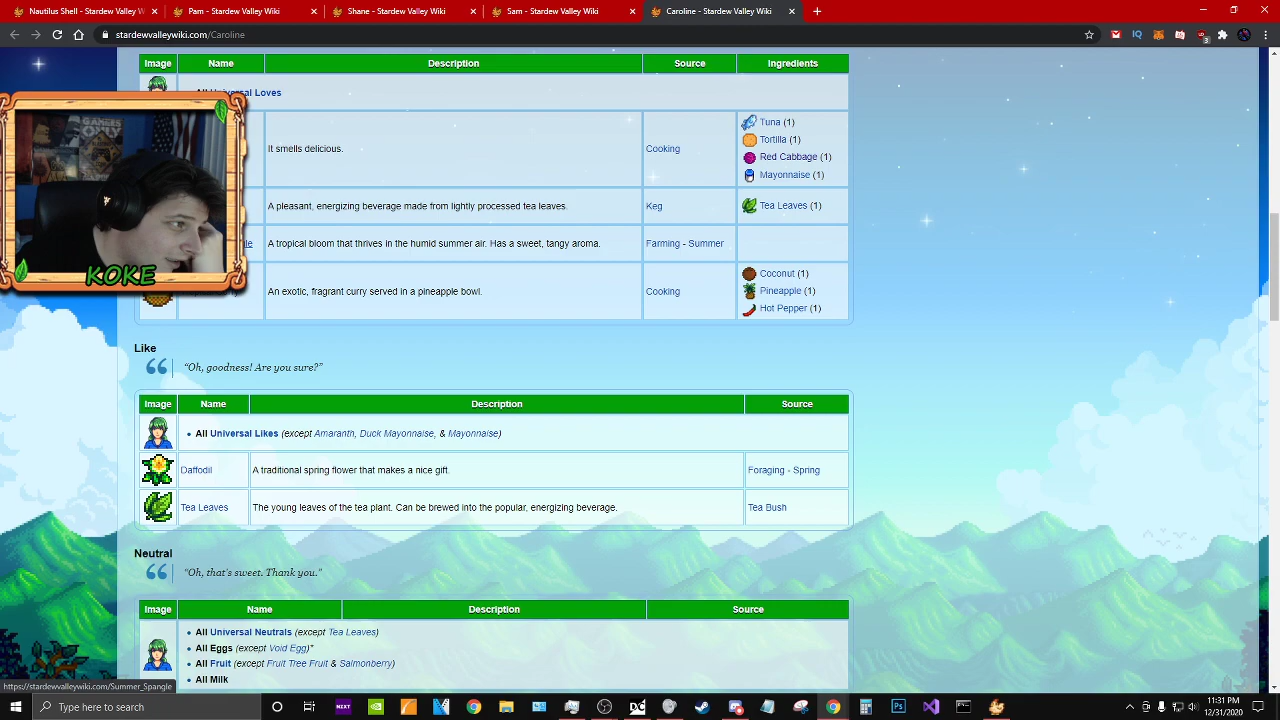 Nautilus Shell - Stardew Valley W
Pam - Stardew Valley Wiki
Shane - Stardew Valley Wiki
Sam - Stardew Valley Wiki
Caroline - Stardew Valley Wiki
stardewvalleywiki.com/Caroline
IQ
3
Image Name Description Source Ingredients
Universal Loves
It smells delicious. Cooking
Tuna (1)
Tortilla (1)
Red Cabbage (1)
Mayonnaise (1)
A pleasant, energizing beverage made from lightly processed tea leaves. Keg Tea Leaves (1)
le A tropical bloom that thrives in the humid summer air. Has a sweet, tangy aroma. Farming - Summer
An exotic, fragrant curry served in a pineapple bowl. Cooking
Coconut (1)
Pineapple (1)
Hot Pepper (1)
GAMES ONLY
KOKE
Like
“Oh, goodness! Are you sure?”
Image Name Description Source
• All Universal Likes (except Amaranth, Duck Mayonnaise, & Mayonnaise)
Daffodil A traditional spring flower that makes a nice gift. Foraging - Spring
Tea Leaves The young leaves of the tea plant. Can be brewed into the popular, energizing beverage. Tea Bush
Neutral
“Oh, that's sweet. Thank you.”
Image Name Description Source
• All Universal Neutrals (except Tea Leaves)
• All Eggs (except Void Egg)*
• All Fruit (except Fruit Tree Fruit & Salmonberry)
• All Milk
https://stardewvalleywiki.com/Summer_Spangle
Type here to search
NEXT
DC
Ps
11:31 PM
12/31/2020